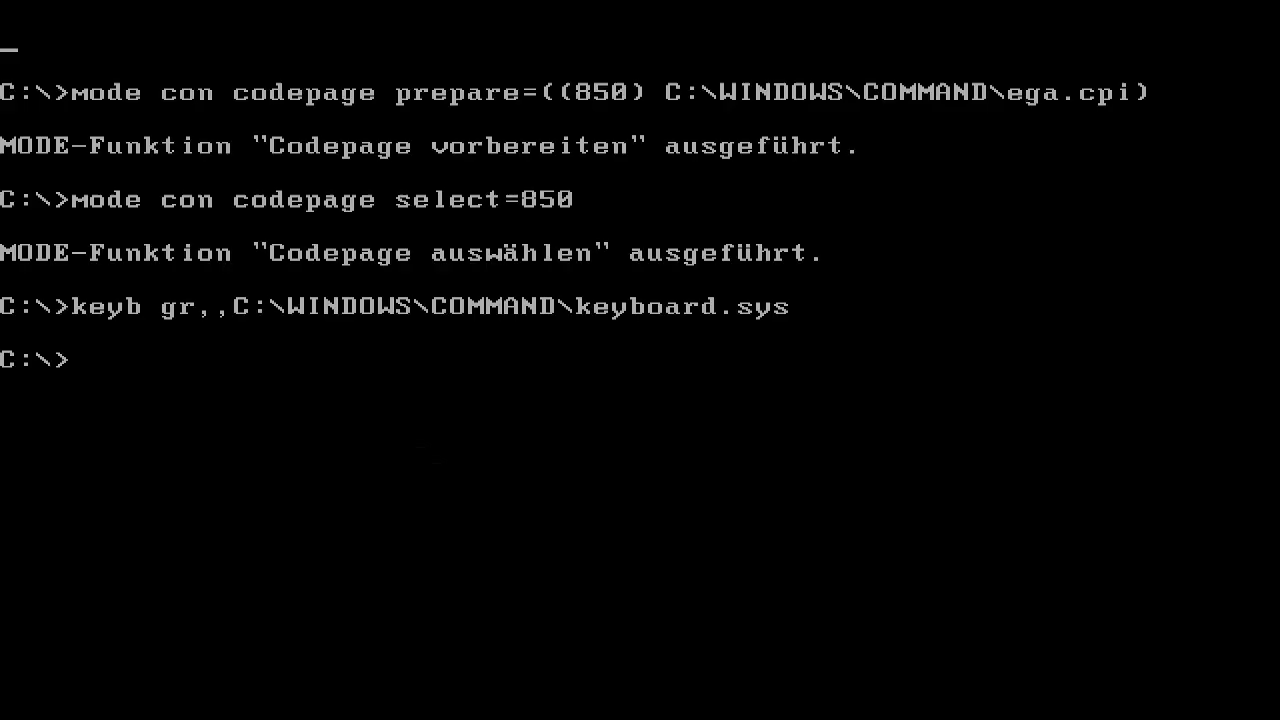 C:\>mode con codepage prepare=((850) C:\WINDOWS\COMMAND\ega.cpi)
MODE-Funktion "Codepage vorbereiten" ausgeführt.
C:\>mode con codepage select=850
MODE-Funktion "Codepage auswählen" ausgeführt.
C:\>keyb gr,,C:\WINDOWS\COMMAND\keyboard.sys
C:\>